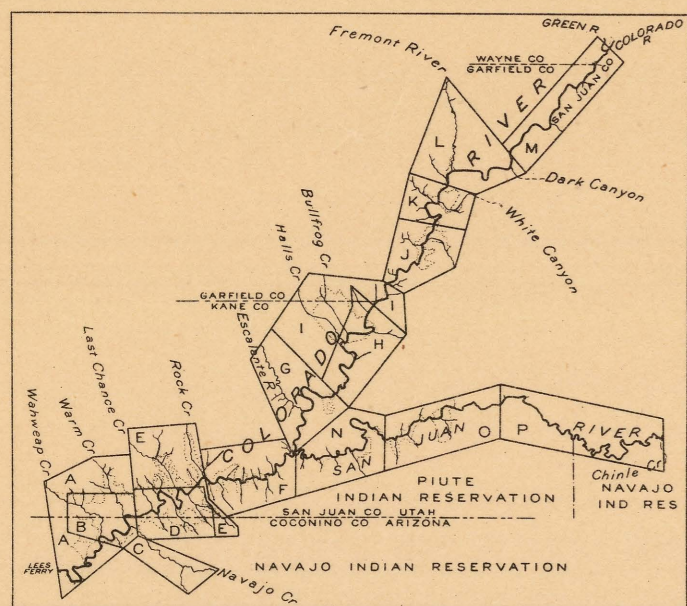 GREEN R.
COLORADO R
Fremont River
WAYNE CO
GARFIELD CO
SAN JUAN CO
RIVER
L
M
Dark Canyon
K
White Canyon
J
Bullfrog Cr
Halls Cr
GARFIELD CO
KANE CO
I
I
I
H
Escalante R
G
COLORADO
Last Chance Cr
Rock Cr
Warm Cr
Wahweap Cr
E
A
N
SAN JUAN RIVER
O
P
F
Chinle Cr
PIUTE
INDIAN RESERVATION
NAVAJO
IND RES
SAN JUAN CO UTAH
COCONINO CO ARIZONA
B
D
E
A
C
LEES
FERRY
Navajo Cr
NAVAJO INDIAN RESERVATION